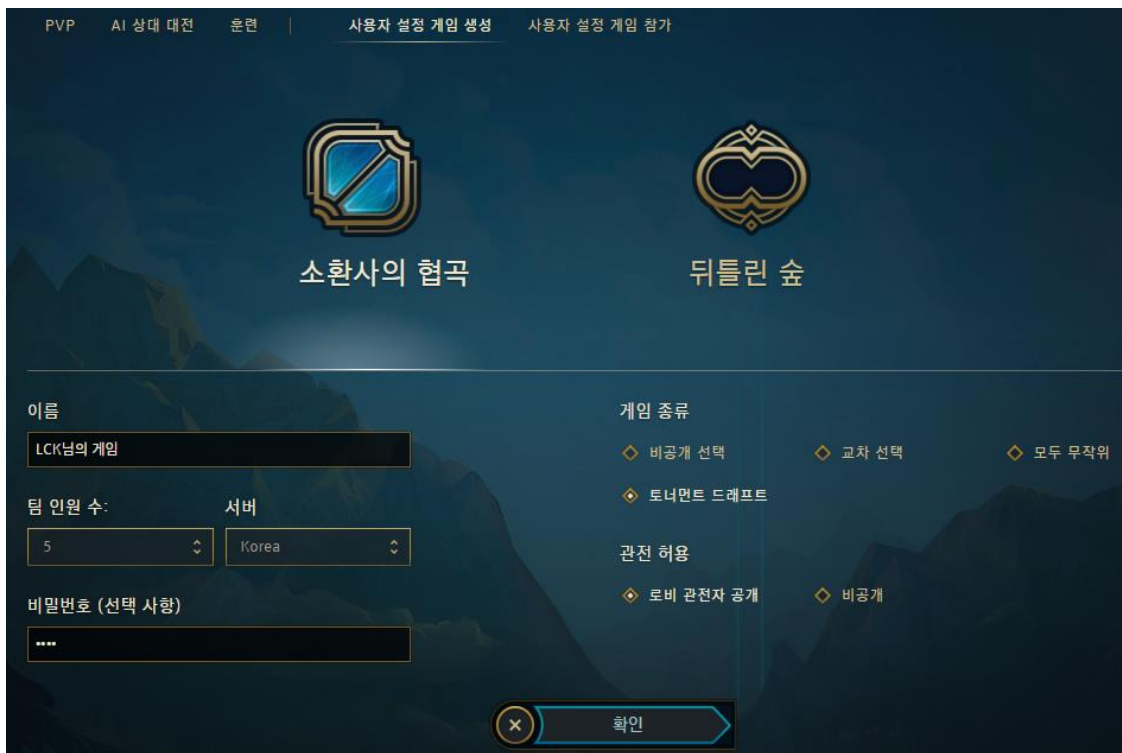 PVP AI 상대 대전 훈련 사용자 설정 게임 생성 사용자 설정 게임 참가
소환사의 협곡 뒤틀린 숲
이름
LCK님의 게임
팀 인원 수: 서버
5 Korea
비밀번호 (선택 사항)
••••
게임 종류
비공개 선택 교차 선택 모두 무작위
토너먼트 드래프트
관전 허용
로비 관전자 공개 비공개
확인